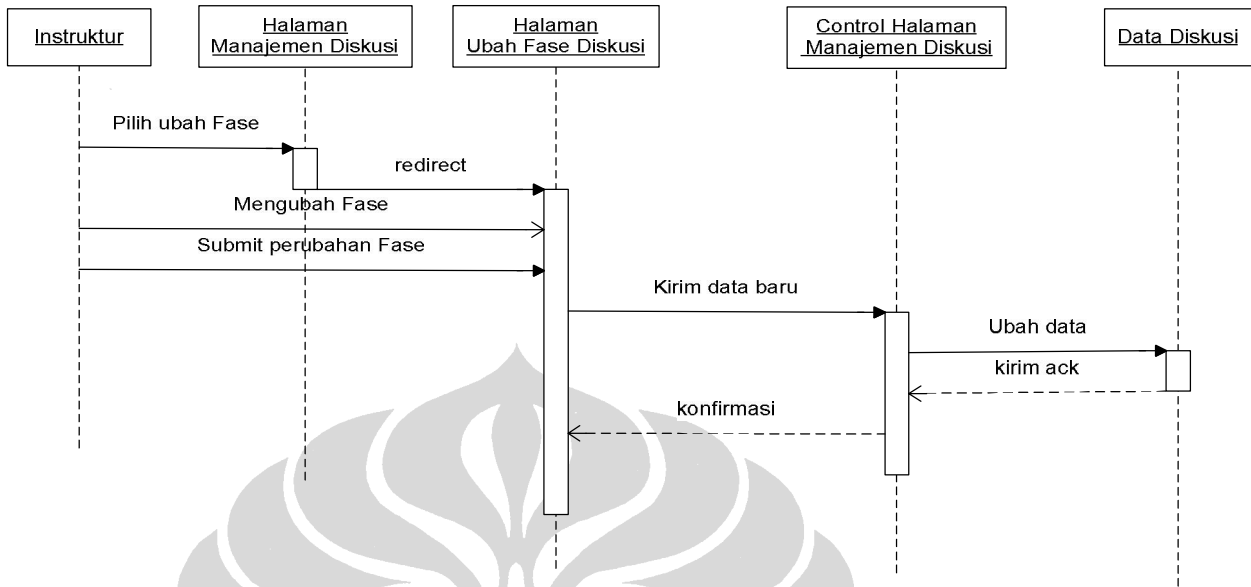 Instruktur
Halaman
Manajemen Diskusi
Halaman
Ubah Fase Diskusi
Control Halaman
Manajemen Diskusi
Data Diskusi
Pilih ubah Fase
redirect
Mengubah Fase
Submit perubahan Fase
Kirim data baru
Ubah data
kirim ack
konfirmasi